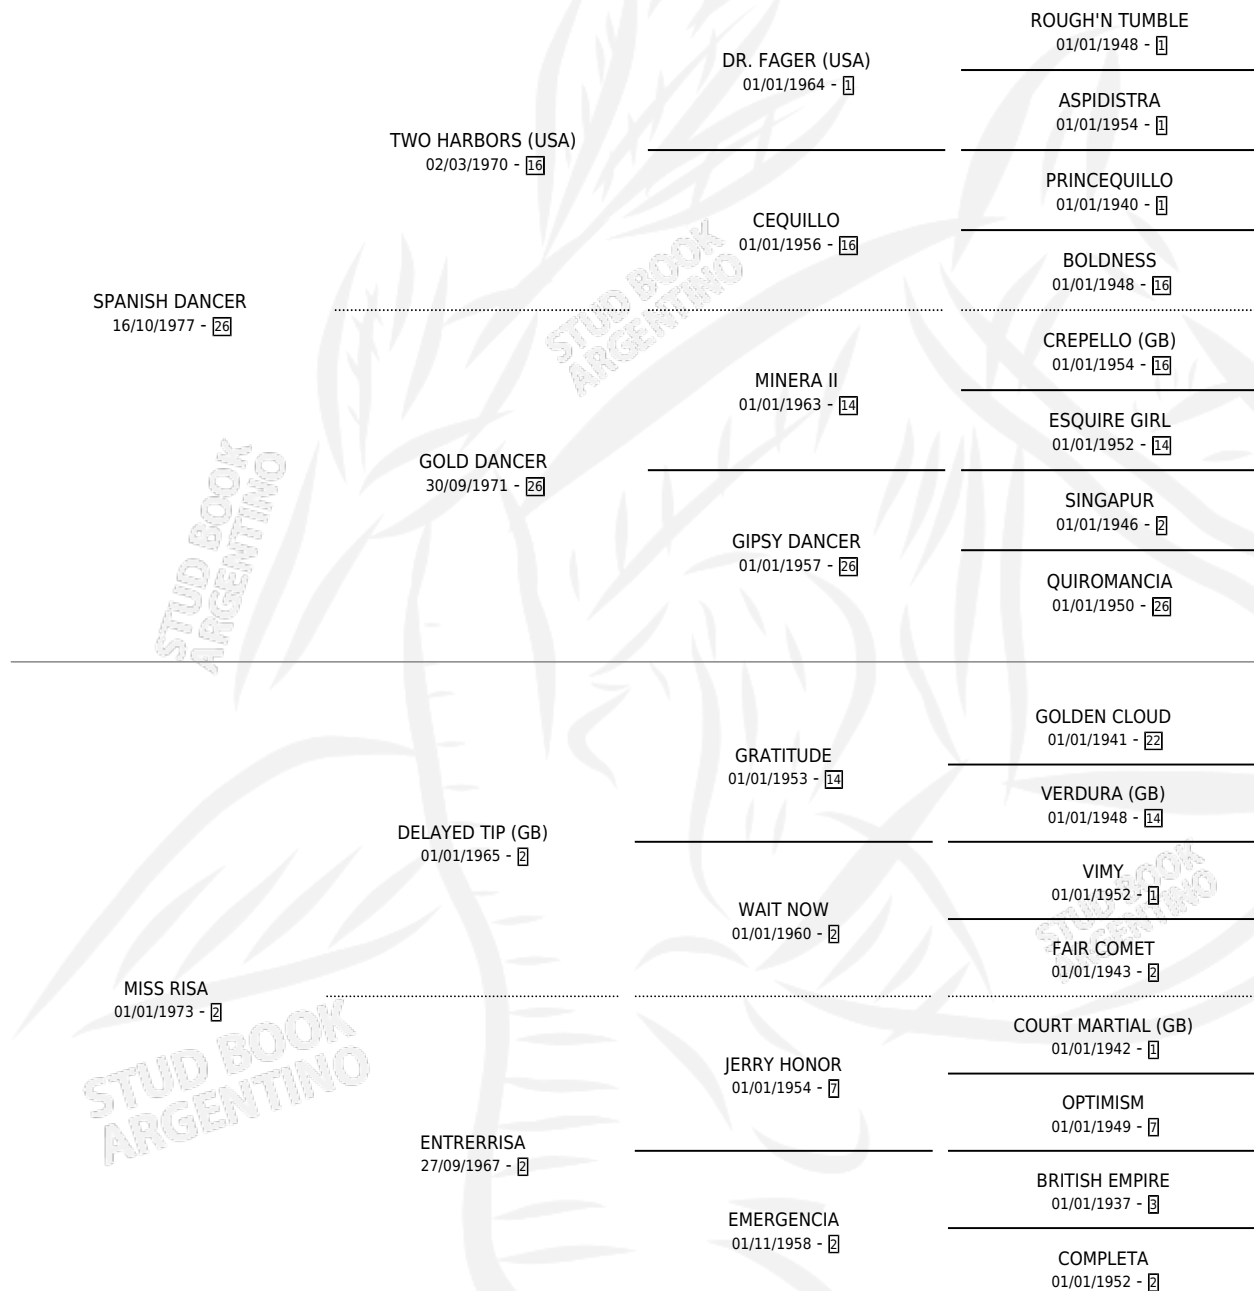 ROUGH'N TUMBLE
01/01/1948 - 1
DR. FAGER (USA)
01/01/1964 - 1
ASPIDISTRA
01/01/1954 - 1
TWO HARBORS (USA)
02/03/1970 - 16
PRINCEQUILLO
01/01/1940 - 1
CEQUILLO
01/01/1956 - 16
BOLDNESS
01/01/1948 - 16
SPANISH DANCER
16/10/1977 - 26
STUD BOOK
ARGENTINO
CREPELLO (GB)
01/01/1954 - 16
MINERA II
01/01/1963 - 14
ESQUIRE GIRL
01/01/1952 - 14
GOLD DANCER
30/09/1971 - 26
SINGAPUR
01/01/1946 - 2
GIPSY DANCER
01/01/1957 - 26
QUIROMANCIA
01/01/1950 - 26
STUD BOOK
ARGENTINO
GOLDEN CLOUD
01/01/1941 - 22
GRATITUDE
01/01/1953 - 14
VERDURA (GB)
01/01/1948 - 14
DELAYED TIP (GB)
01/01/1965 - 2
VIMY
01/01/1952 - 1
WAIT NOW
01/01/1960 - 2
FAIR COMET
01/01/1943 - 2
STUD BOOK
ARGENTINO
MISS RISA
01/01/1973 - 2
COURT MARTIAL (GB)
01/01/1942 - 1
JERRY HONOR
01/01/1954 - 7
OPTIMISM
01/01/1949 - 7
STUD BOOK
ARGENTINO
ENTRERRISA
27/09/1967 - 2
BRITISH EMPIRE
01/01/1937 - 3
EMERGENCIA
01/11/1958 - 2
COMPLETA
01/01/1952 - 2